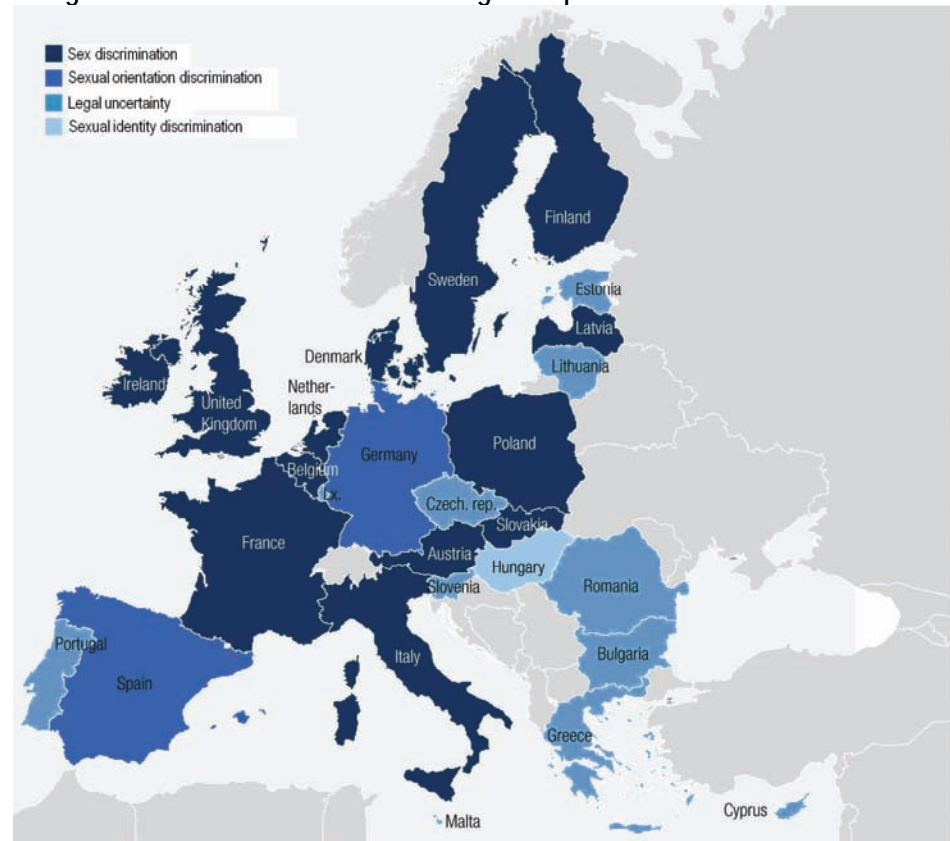 Sex discrimination
Sexual orientation discrimination
Legal uncertainty
Sexual identity discrimination
Finland
Sweden
Estonia
Latvia
Denmark
Lithuania
Ireland
United
Kingdom
Nether-
lands
Poland
Germany
Belgium
Lx.
Czech. rep.
Slovakia
France
Austria
Hungary
Slovenia
Romania
Portugal
Italy
Bulgaria
Spain
Greece
Cyprus
Malta